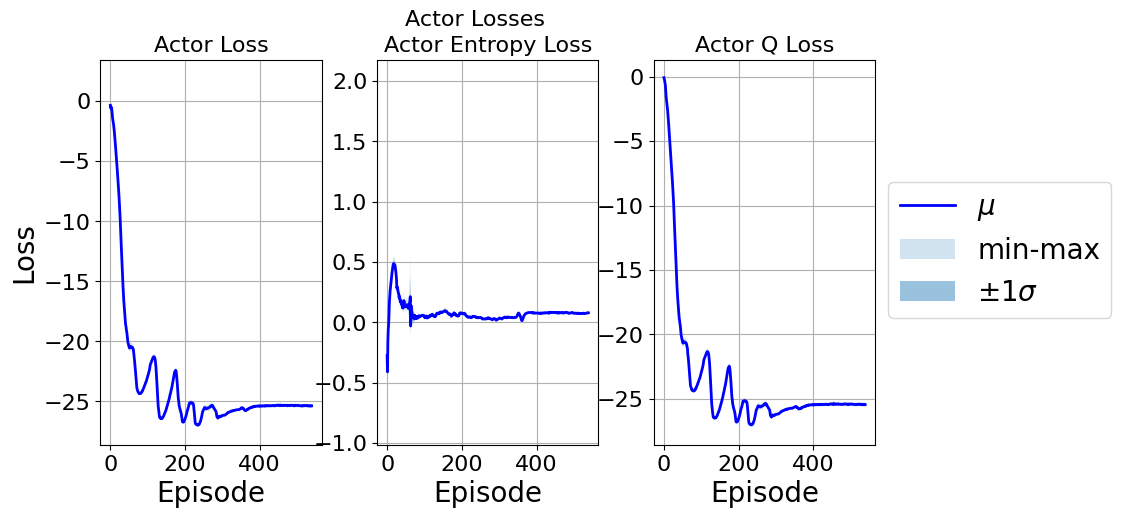 Actor Losses
Actor Loss
Actor Entropy Loss
Actor Q Loss
Loss
0
−5
−10
−15
−20
−25
0 200 400
Episode
2.0
1.5
1.0
0.5
0.0
−0.5
−1.0
0 200 400
Episode
0
−5
−10
−15
−20
−25
0 200 400
Episode
μ
min-max
±1σ